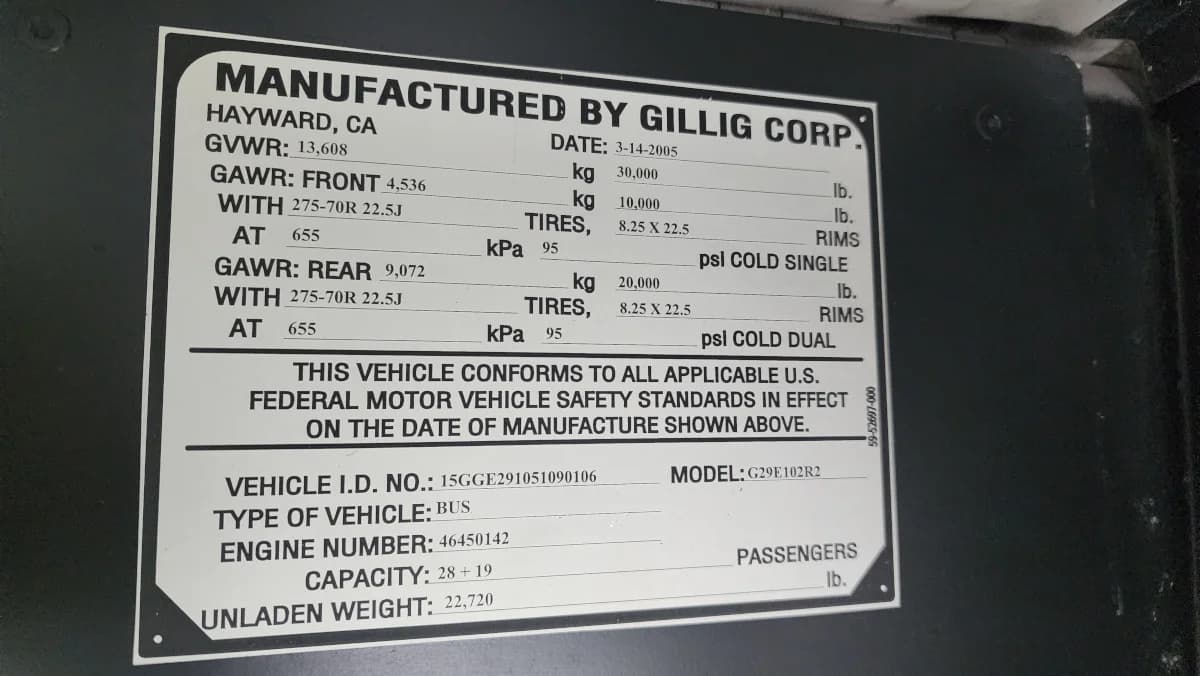 MANUFACTURED BY GILLIG CORP.
HAYWARD, CA
DATE: 3-14-2005
GVWR: 13,608 kg 30,000 lb.
GAWR: FRONT 4,536 kg 10,000 lb.
WITH 275-70R 22.5J TIRES, 8.25 X 22.5 RIMS
AT 655 kPa 95 psi COLD SINGLE
GAWR: REAR 9,072 kg 20,000 lb.
WITH 275-70R 22.5J TIRES, 8.25 X 22.5 RIMS
AT 655 kPa 95 psi COLD DUAL
THIS VEHICLE CONFORMS TO ALL APPLICABLE U.S.
FEDERAL MOTOR VEHICLE SAFETY STANDARDS IN EFFECT
ON THE DATE OF MANUFACTURE SHOWN ABOVE.
59-52697-000
VEHICLE I.D. NO.: 15GGE291051090106 MODEL: G29E102R2
TYPE OF VEHICLE: BUS
ENGINE NUMBER: 46450142
CAPACITY: 28 + 19 PASSENGERS
UNLADEN WEIGHT: 22,720 lb.